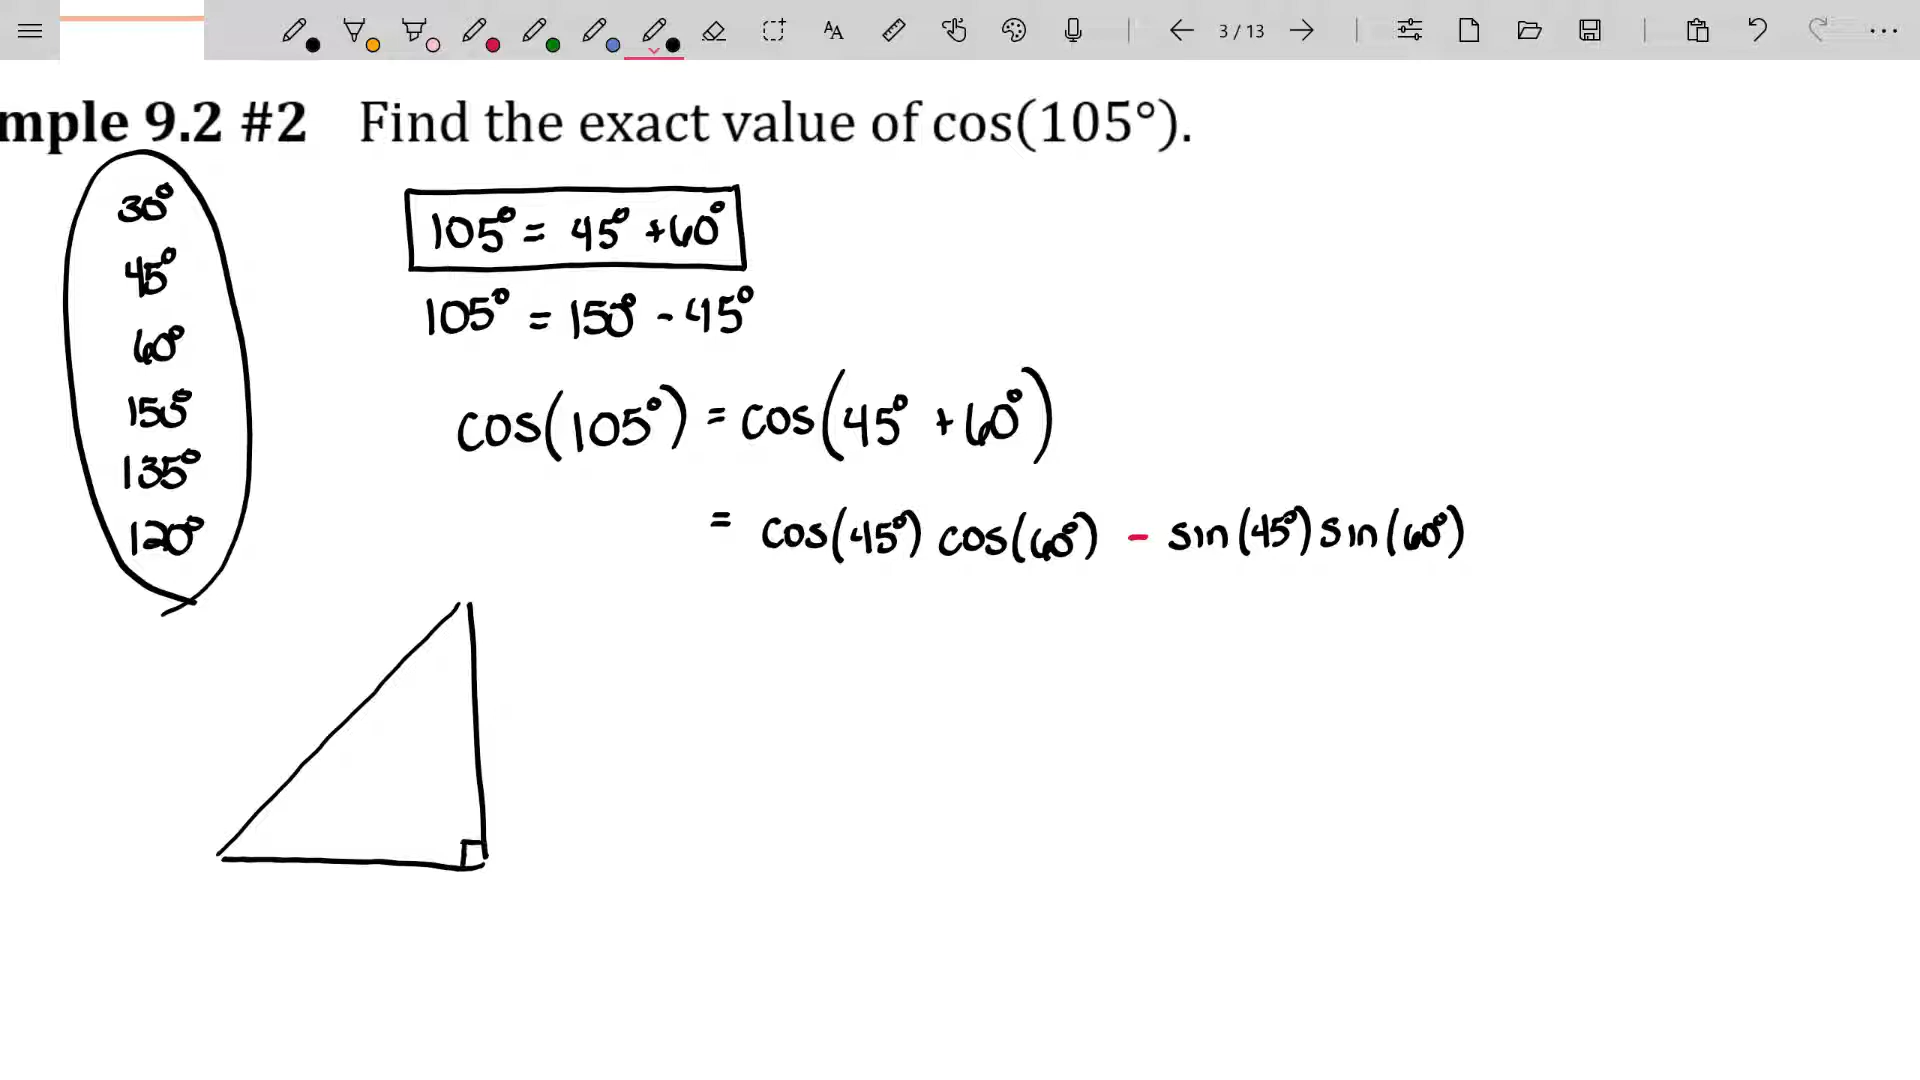 3 / 13
mple 9.2 #2 Find the exact value of cos(105°).
30°
45°
60°
150°
135°
120°
105° = 45° + 60°
105° = 150° - 45°
cos(105°) = cos(45° + 60°)
= cos(45°) cos(60°) - sin(45°) sin(60°)